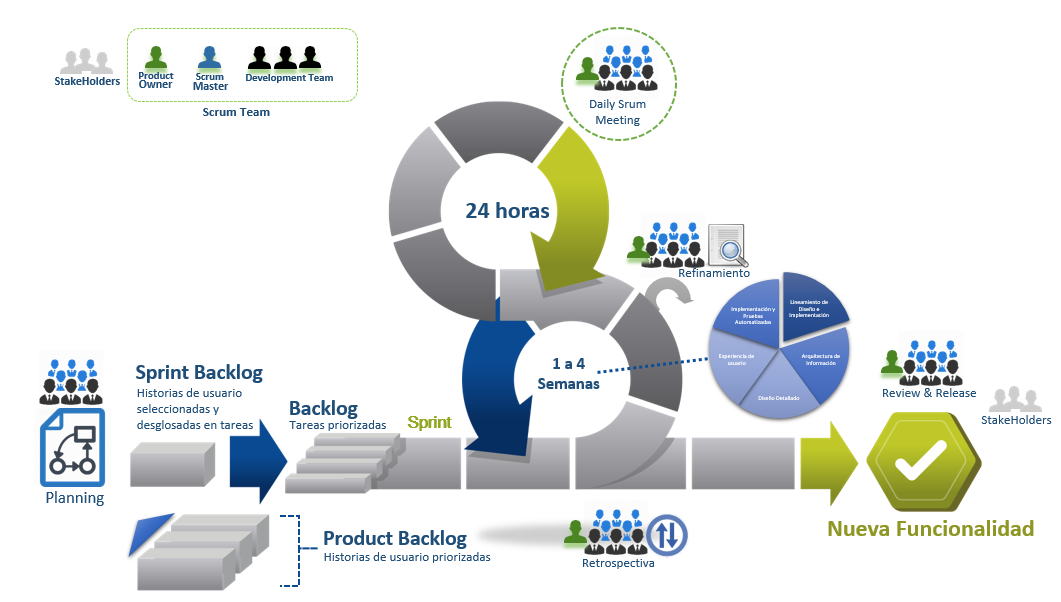 StakeHolders
Product
Owner
Scrum
Master
Development Team
Scrum Team
Daily Srum
Meeting
24 horas
Refinamiento
Implementación y
Pruebas
Automatizadas
Lineamiento de
Diseño e
Implementación
Experiencia de
usuario
Arquitectura de
Información
Diseño Detallado
1 a 4
Semanas
Sprint Backlog
Historias de usuario
seleccionadas y
desglosadas en tareas
Backlog
Tareas priorizadas
Sprint
Review & Release
StakeHolders
Planning
Nueva Funcionalidad
Product Backlog
Historias de usuario priorizadas
Retrospectiva